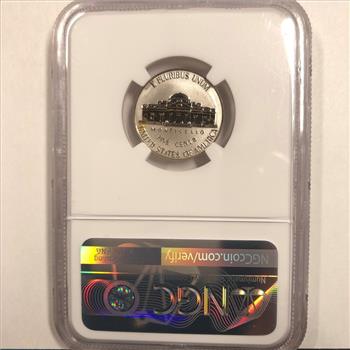 E PLURIBUS UNUM
MONTICELLO
FIVE CENTS
UNITED STATES OF AMERICA
NGCcoin.com/verify
NGC